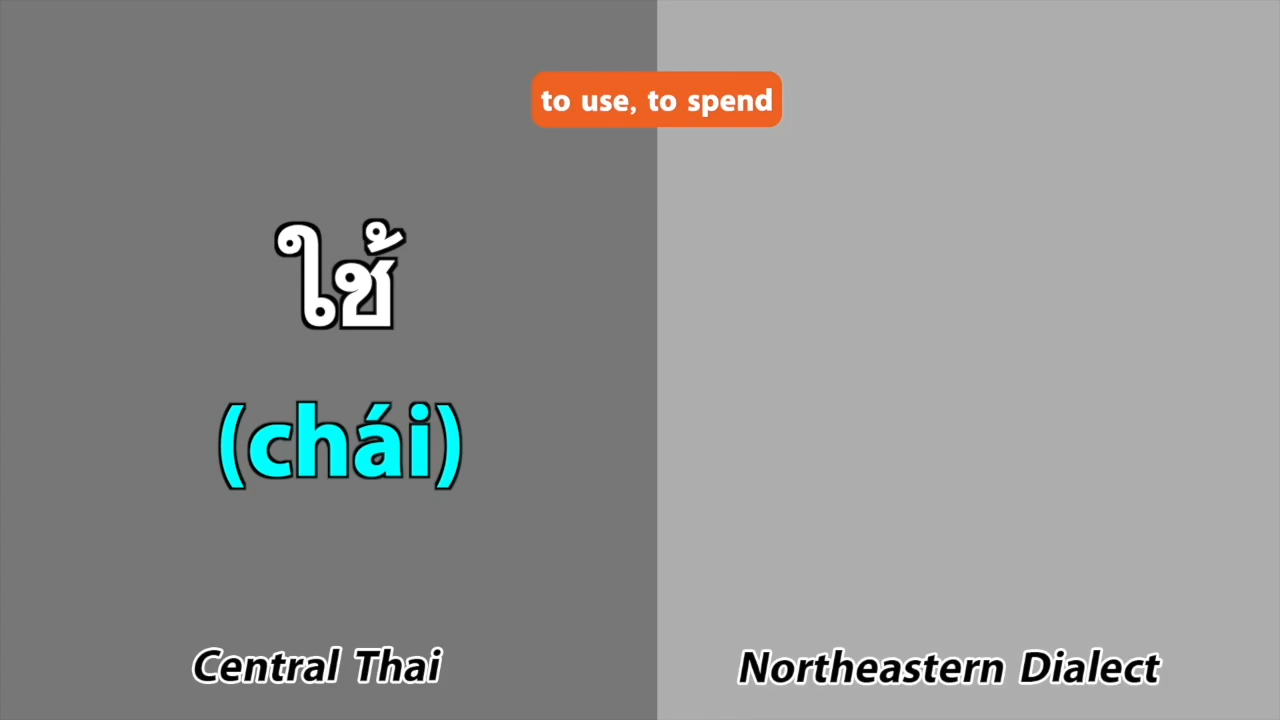 to use, to spend
ใช้
(chái)
Central Thai
Northeastern Dialect